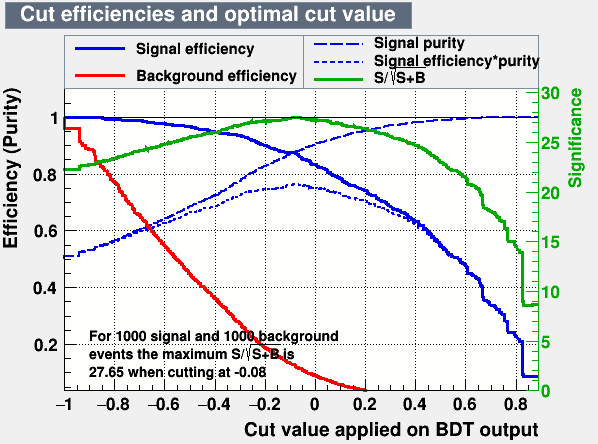 Cut efficiencies and optimal cut value
Signal efficiency
Background efficiency
Signal purity
Signal efficiency*purity
S/√S+B
Efficiency (Purity)
1
0.8
0.6
0.4
0.2
For 1000 signal and 1000 background
events the maximum S/√S+B is
27.65 when cutting at -0.08
30
25
20
15
10
5
0
Significance
−1 −0.8 −0.6 −0.4 −0.2 0 0.2 0.4 0.6 0.8
Cut value applied on BDT output